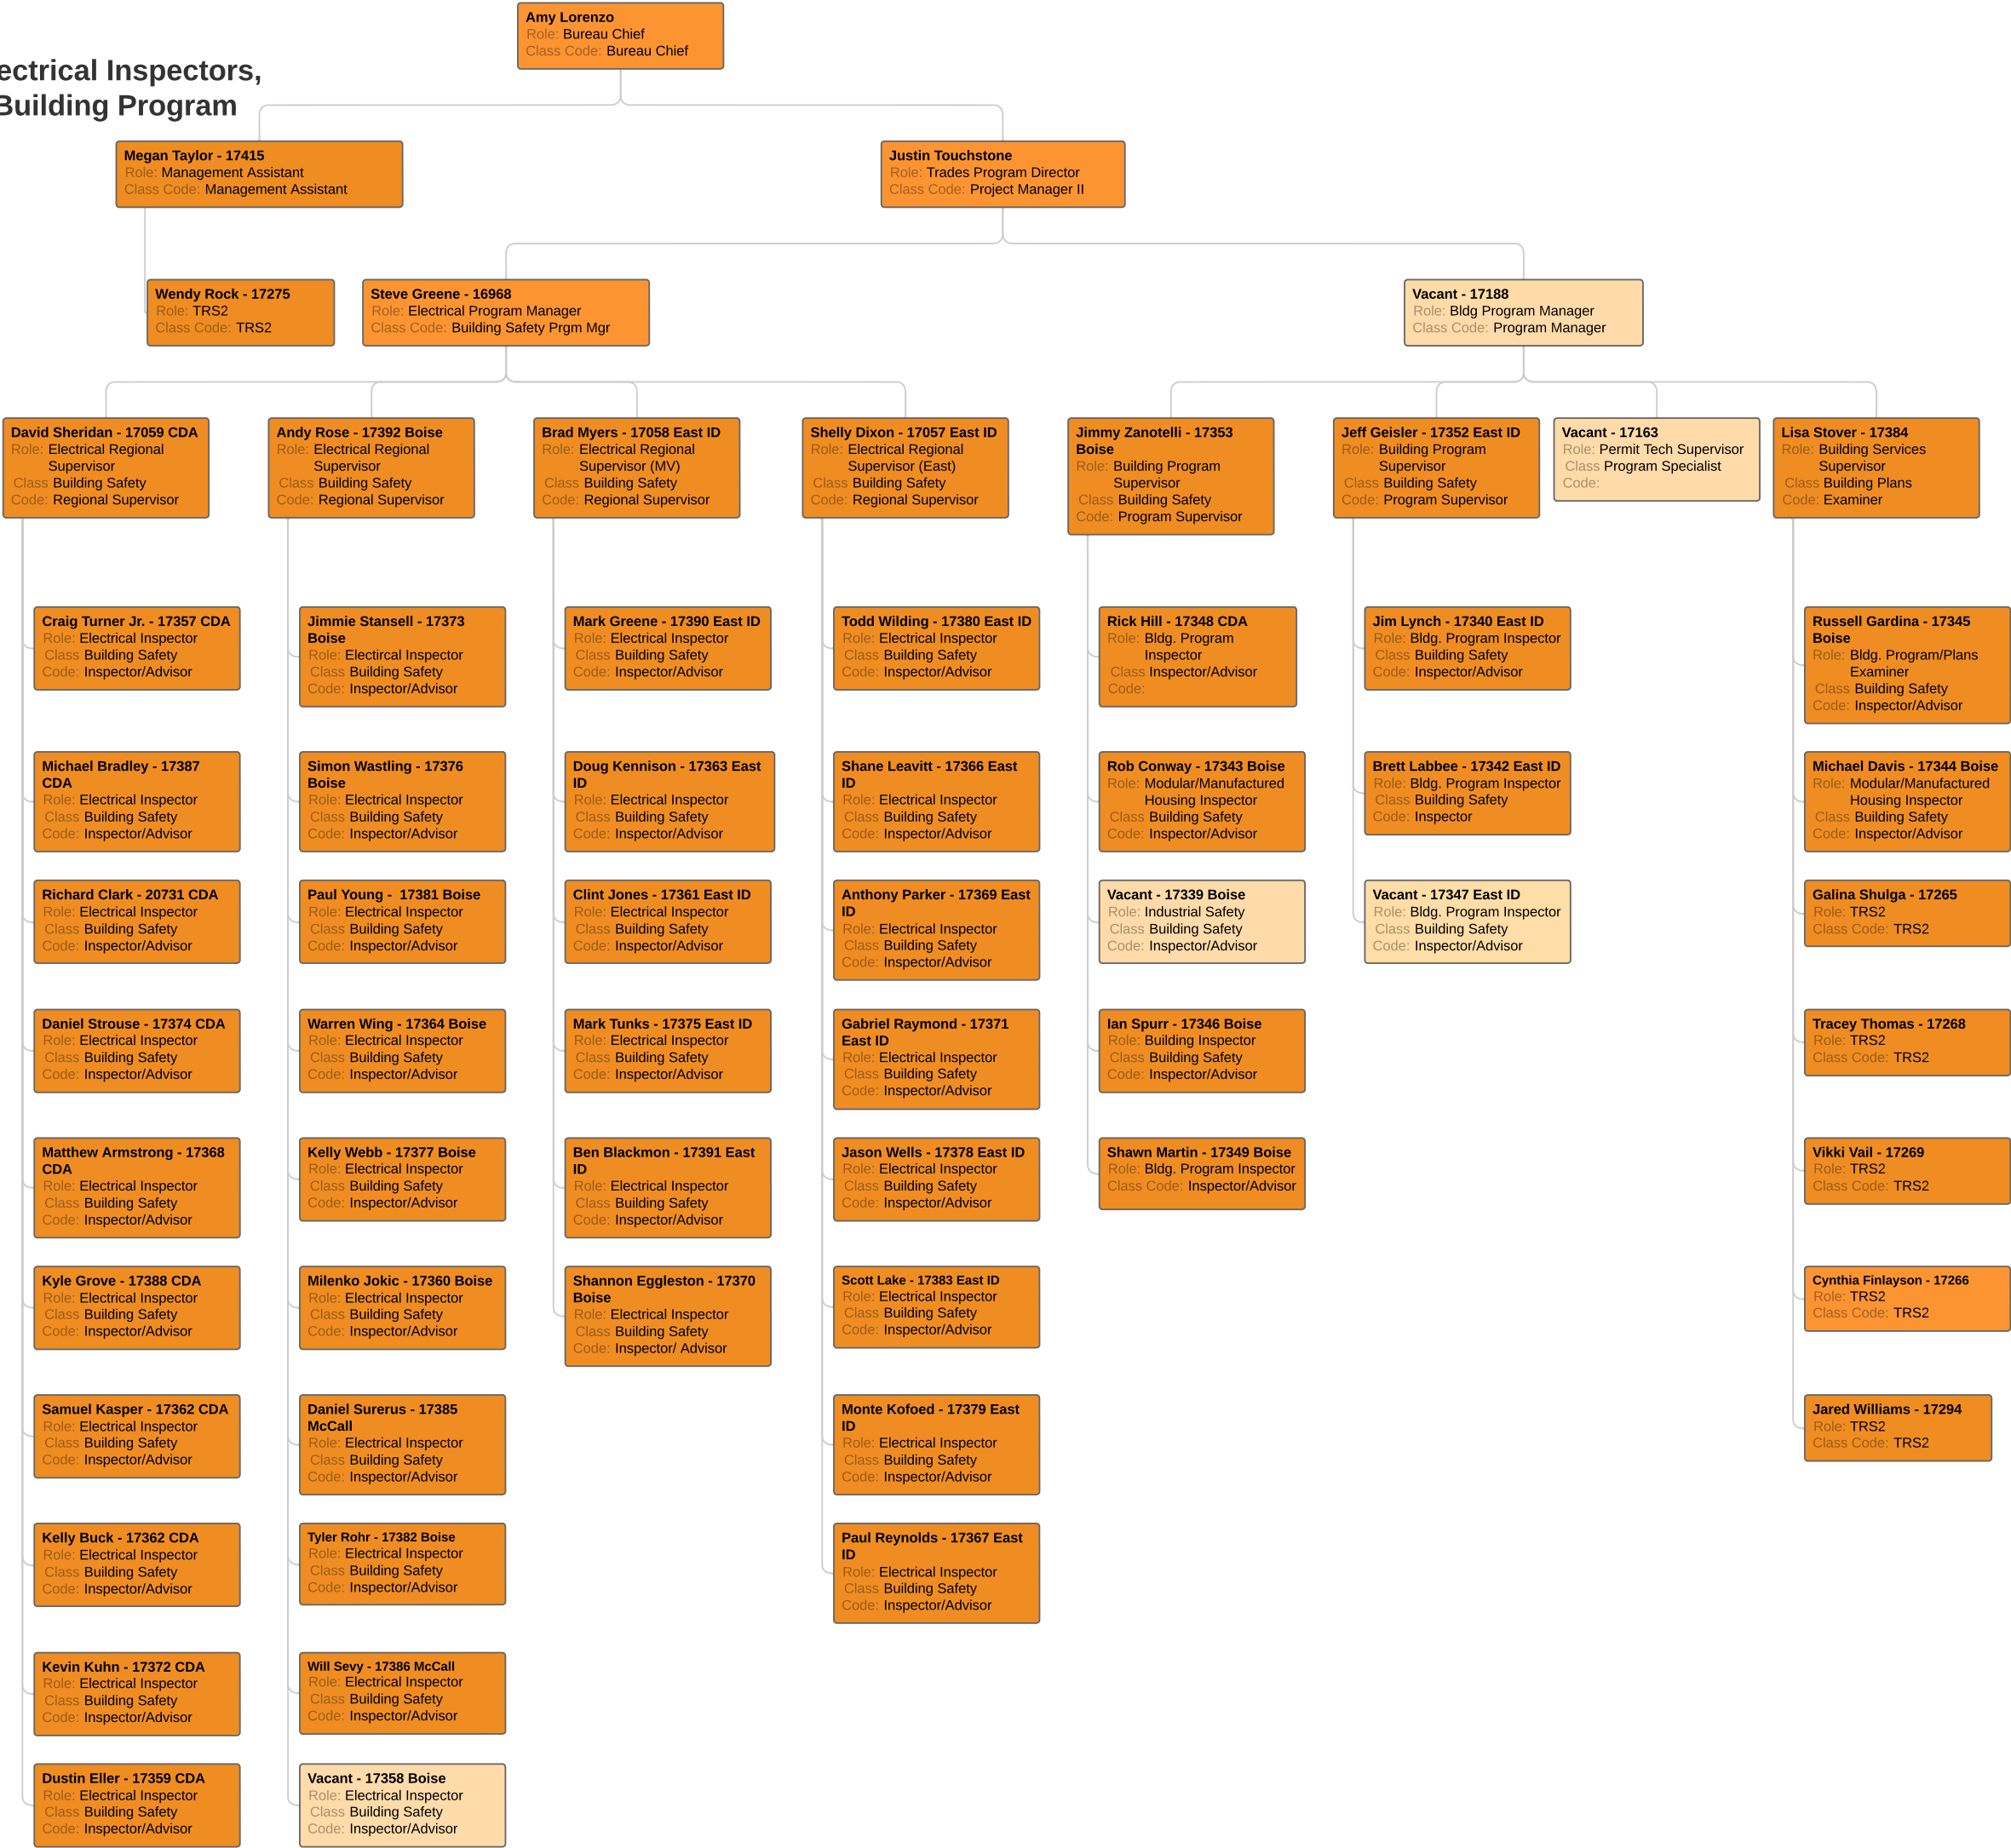 Amy Lorenzo
Role: Bureau Chief
Class Code: Bureau Chief
ectrical Inspectors,
Building Program
Megan Taylor - 17415
Role: Management Assistant
Class Code: Management Assistant
Justin Touchstone
Role: Trades Program Director
Class Code: Project Manager II
Wendy Rock - 17275
Role: TRS2
Class Code: TRS2
Steve Greene - 16968
Role: Electrical Program Manager
Class Code: Building Safety Prgm Mgr
Vacant - 17188
Role: Bldg Program Manager
Class Code: Program Manager
David Sheridan - 17059 CDA
Role: Electrical Regional
Supervisor
Class Building Safety
Code: Regional Supervisor
Andy Rose - 17392 Boise
Role: Electrical Regional
Supervisor
Class Building Safety
Code: Regional Supervisor
Brad Myers - 17058 East ID
Role: Electrical Regional
Supervisor (MV)
Class Building Safety
Code: Regional Supervisor
Shelly Dixon - 17057 East ID
Role: Electrical Regional
Supervisor (East)
Class Building Safety
Code: Regional Supervisor
Jimmy Zanotelli - 17353
Boise
Role: Building Program
Supervisor
Class Building Safety
Code: Program Supervisor
Jeff Geisler - 17352 East ID
Role: Building Program
Supervisor
Class Building Safety
Code: Program Supervisor
Vacant - 17163
Role: Permit Tech Supervisor
Class Program Specialist
Code:
Lisa Stover - 17384
Role: Building Services
Supervisor
Class Building Plans
Code: Examiner
Craig Turner Jr. - 17357 CDA
Role: Electrical Inspector
Class Building Safety
Code: Inspector/Advisor
Michael Bradley - 17387
CDA
Role: Electrical Inspector
Class Building Safety
Code: Inspector/Advisor
Richard Clark - 20731 CDA
Role: Electrical Inspector
Class Building Safety
Code: Inspector/Advisor
Daniel Strouse - 17374 CDA
Role: Electrical Inspector
Class Building Safety
Code: Inspector/Advisor
Matthew Armstrong - 17368
CDA
Role: Electrical Inspector
Class Building Safety
Code: Inspector/Advisor
Kyle Grove - 17388 CDA
Role: Electrical Inspector
Class Building Safety
Code: Inspector/Advisor
Samuel Kasper - 17362 CDA
Role: Electrical Inspector
Class Building Safety
Code: Inspector/Advisor
Kelly Buck - 17362 CDA
Role: Electrical Inspector
Class Building Safety
Code: Inspector/Advisor
Kevin Kuhn - 17372 CDA
Role: Electrical Inspector
Class Building Safety
Code: Inspector/Advisor
Dustin Eller - 17359 CDA
Role: Electrical Inspector
Class Building Safety
Code: Inspector/Advisor
Jimmie Stansell - 17373
Boise
Role: Electircal Inspector
Class Building Safety
Code: Inspector/Advisor
Simon Wastling - 17376
Boise
Role: Electrical Inspector
Class Building Safety
Code: Inspector/Advisor
Paul Young - 17381 Boise
Role: Electrical Inspector
Class Building Safety
Code: Inspector/Advisor
Warren Wing - 17364 Boise
Role: Electrical Inspector
Class Building Safety
Code: Inspector/Advisor
Kelly Webb - 17377 Boise
Role: Electrical Inspector
Class Building Safety
Code: Inspector/Advisor
Milenko Jokic - 17360 Boise
Role: Electrical Inspector
Class Building Safety
Code: Inspector/Advisor
Daniel Surerus - 17385
McCall
Role: Electrical Inspector
Class Building Safety
Code: Inspector/Advisor
Tyler Rohr - 17382 Boise
Role: Electrical Inspector
Class Building Safety
Code: Inspector/Advisor
Will Sevy - 17386 McCall
Role: Electrical Inspector
Class Building Safety
Code: Inspector/Advisor
Vacant - 17358 Boise
Role: Electrical Inspector
Class Building Safety
Code: Inspector/Advisor
Mark Greene - 17390 East ID
Role: Electrical Inspector
Class Building Safety
Code: Inspector/Advisor
Doug Kennison - 17363 East
ID
Role: Electrical Inspector
Class Building Safety
Code: Inspector/Advisor
Clint Jones - 17361 East ID
Role: Electrical Inspector
Class Building Safety
Code: Inspector/Advisor
Mark Tunks - 17375 East ID
Role: Electrical Inspector
Class Building Safety
Code: Inspector/Advisor
Ben Blackmon - 17391 East
ID
Role: Electrical Inspector
Class Building Safety
Code: Inspector/Advisor
Shannon Eggleston - 17370
Boise
Role: Electrical Inspector
Class Building Safety
Code: Inspector/ Advisor
Todd Wilding - 17380 East ID
Role: Electrical Inspector
Class Building Safety
Code: Inspector/Advisor
Shane Leavitt - 17366 East
ID
Role: Electrical Inspector
Class Building Safety
Code: Inspector/Advisor
Anthony Parker - 17369 East
ID
Role: Electrical Inspector
Class Building Safety
Code: Inspector/Advisor
Gabriel Raymond - 17371
East ID
Role: Electrical Inspector
Class Building Safety
Code: Inspector/Advisor
Jason Wells - 17378 East ID
Role: Electrical Inspector
Class Building Safety
Code: Inspector/Advisor
Scott Lake - 17383 East ID
Role: Electrical Inspector
Class Building Safety
Code: Inspector/Advisor
Monte Kofoed - 17379 East
ID
Role: Electrical Inspector
Class Building Safety
Code: Inspector/Advisor
Paul Reynolds - 17367 East
ID
Role: Electrical Inspector
Class Building Safety
Code: Inspector/Advisor
Rick Hill - 17348 CDA
Role: Bldg. Program
Inspector
Class Inspector/Advisor
Code:
Rob Conway - 17343 Boise
Role: Modular/Manufactured
Housing Inspector
Class Building Safety
Code: Inspector/Advisor
Vacant - 17339 Boise
Role: Industrial Safety
Class Building Safety
Code: Inspector/Advisor
Ian Spurr - 17346 Boise
Role: Building Inspector
Class Building Safety
Code: Inspector/Advisor
Shawn Martin - 17349 Boise
Role: Bldg. Program Inspector
Class Code: Inspector/Advisor
Jim Lynch - 17340 East ID
Role: Bldg. Program Inspector
Class Building Safety
Code: Inspector/Advisor
Brett Labbee - 17342 East ID
Role: Bldg. Program Inspector
Class Building Safety
Code: Inspector
Vacant - 17347 East ID
Role: Bldg. Program Inspector
Class Building Safety
Code: Inspector/Advisor
Russell Gardina - 17345
Boise
Role: Bldg. Program/Plans
Examiner
Class Building Safety
Code: Inspector/Advisor
Michael Davis - 17344 Boise
Role: Modular/Manufactured
Housing Inspector
Class Building Safety
Code: Inspector/Advisor
Galina Shulga - 17265
Role: TRS2
Class Code: TRS2
Tracey Thomas - 17268
Role: TRS2
Class Code: TRS2
Vikki Vail - 17269
Role: TRS2
Class Code: TRS2
Cynthia Finlayson - 17266
Role: TRS2
Class Code: TRS2
Jared Williams - 17294
Role: TRS2
Class Code: TRS2